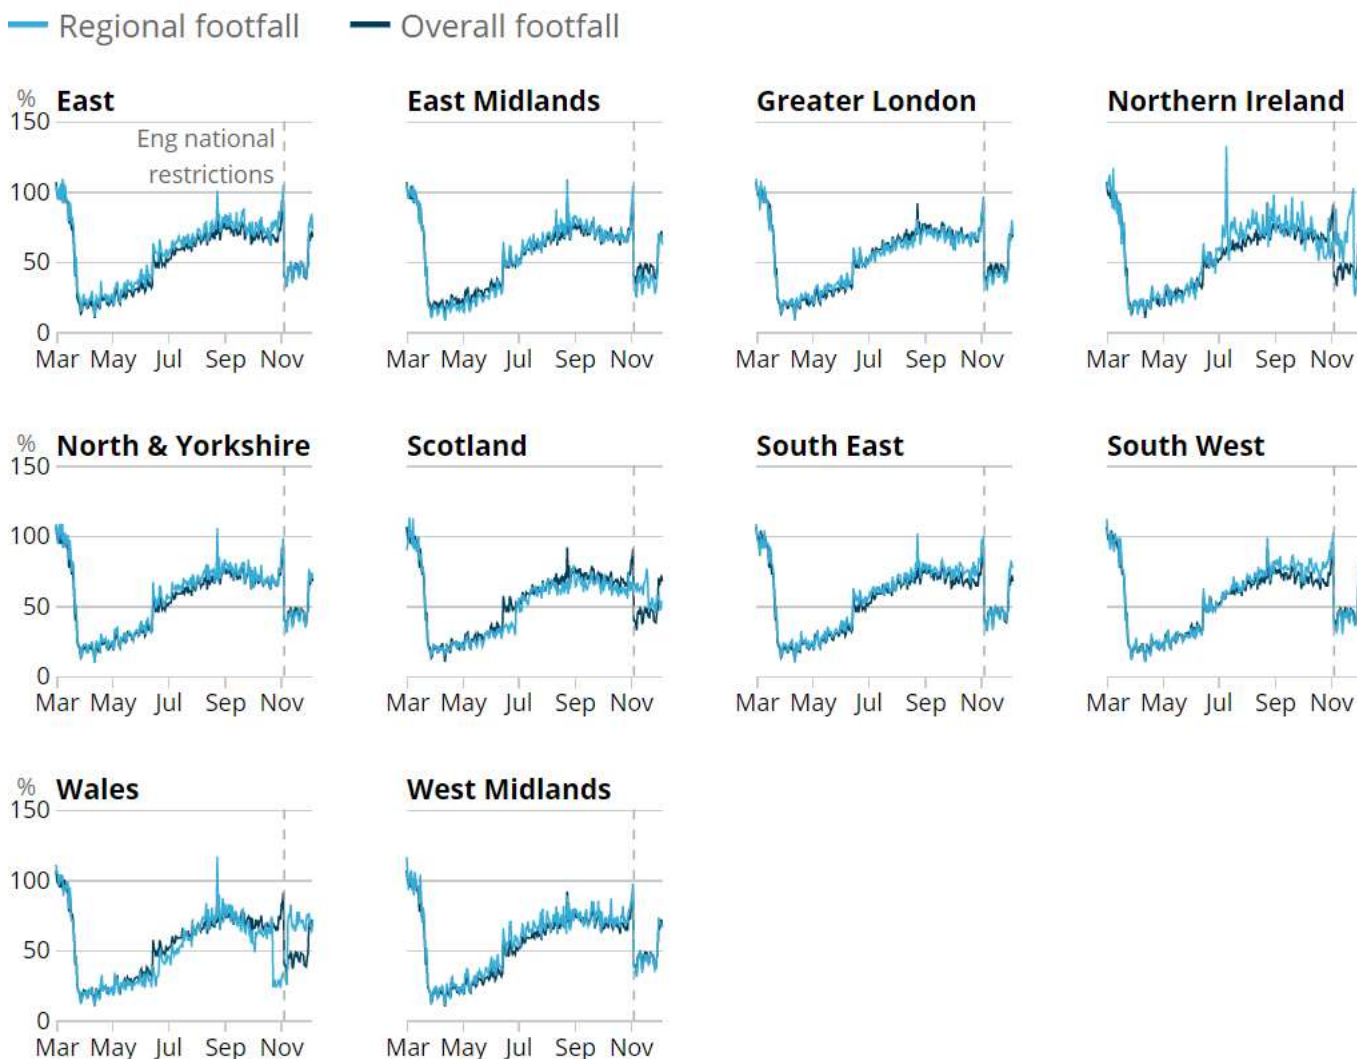 Regional footfall Overall footfall
% East East Midlands Greater London Northern Ireland
150
Eng national
restrictions
100
50
0
Mar May Jul Sep Nov Mar May Jul Sep Nov Mar May Jul Sep Nov Mar May Jul Sep Nov
% North & Yorkshire Scotland South East South West
150
100
50
0
Mar May Jul Sep Nov Mar May Jul Sep Nov Mar May Jul Sep Nov Mar May Jul Sep Nov
% Wales West Midlands
150
100
50
0
Mar May Jul Sep Nov Mar May Jul Sep Nov